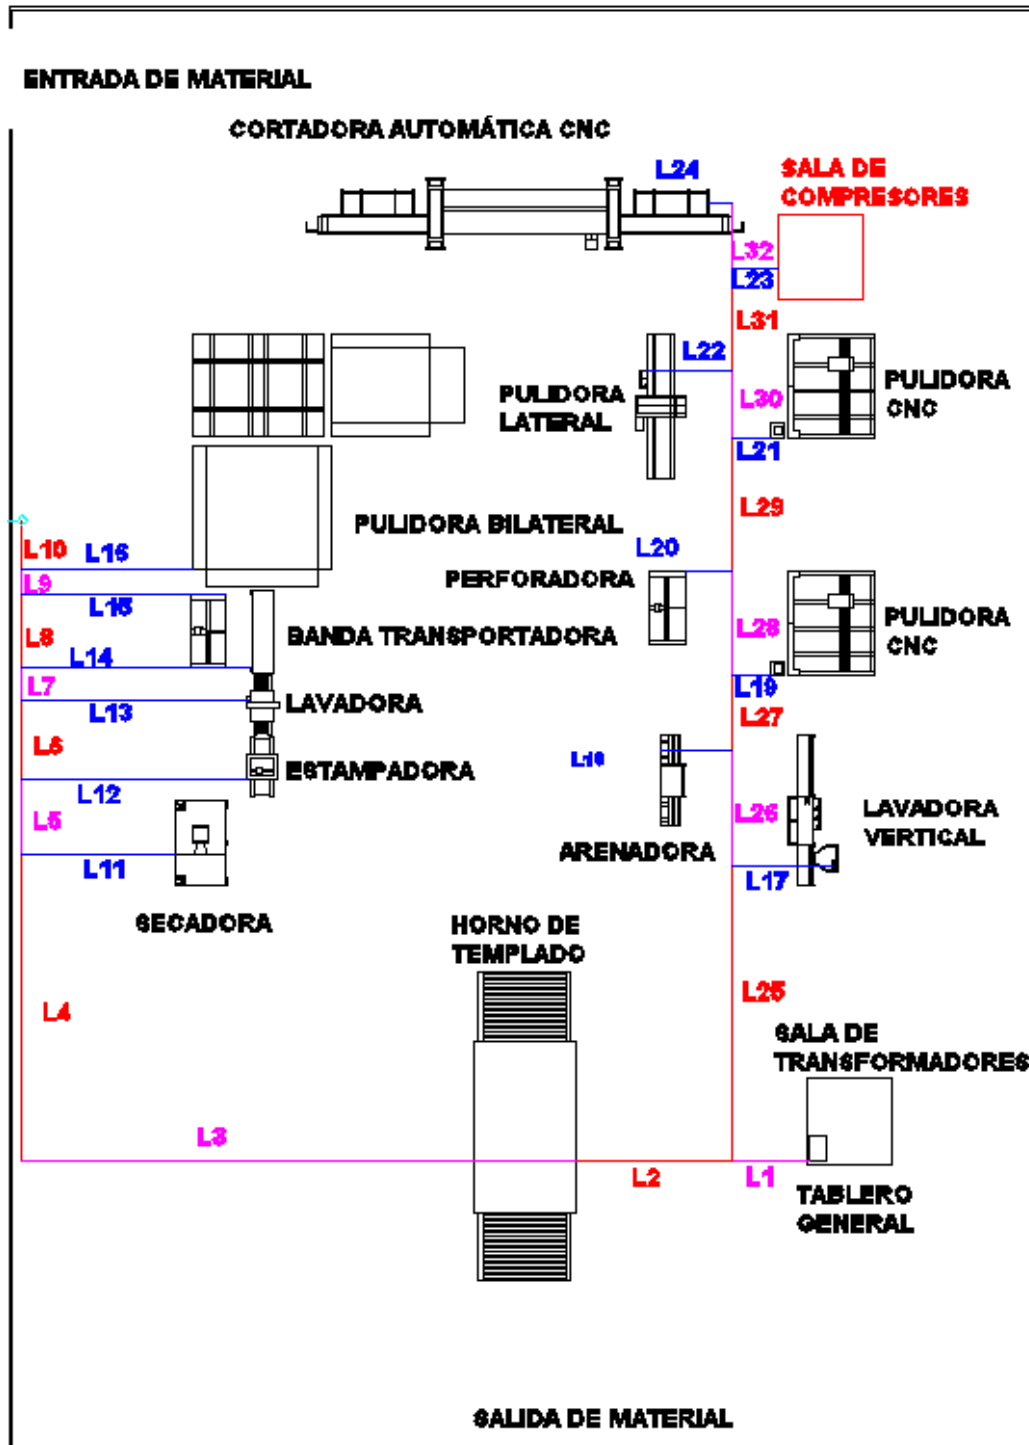 ENTRADA DE MATERIAL
CORTADORA AUTOMÁTICA CNC
L24
SALA DE
COMPRESORES
L32
L23
L31
L22
PULIDORA
LATERAL
L30
PULIDORA
CNC
L21
L29
PULIDORA BILATERAL
L10
L16
L20
L9
PERFORADORA
L15
L8
BANDA TRANSPORTADORA
L28
PULIDORA
CNC
L14
L7
L19
L13
LAVADORA
L27
L6
L18
ESTAMPADORA
L12
L5
L26
LAVADORA
VERTICAL
ARENADORA
L11
L17
SECADORA
HORNO DE
TEMPLADO
L4
L25
SALA DE
TRANSFORMADORES
L3
L2
L1
TABLERO
GENERAL
SALIDA DE MATERIAL